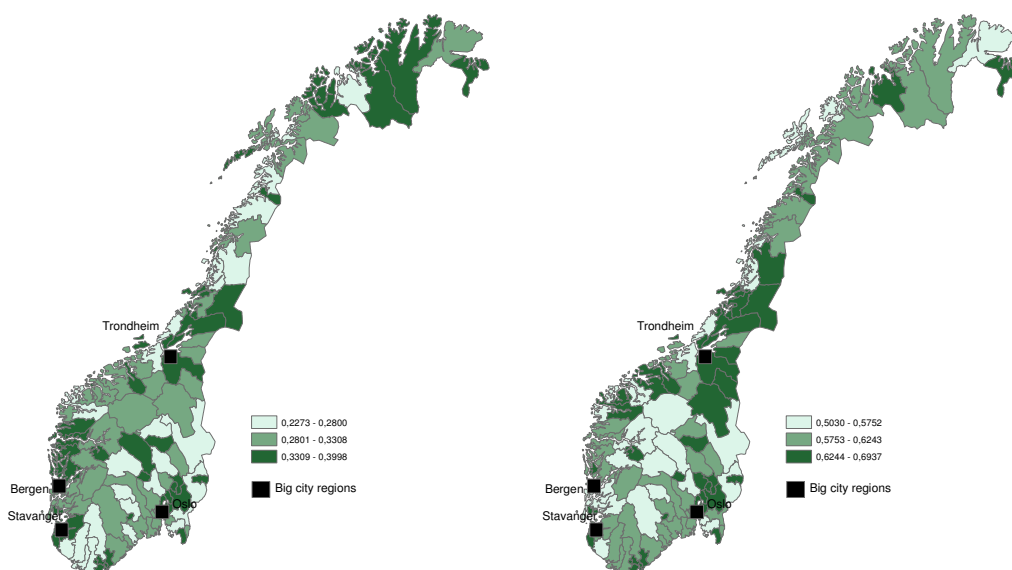 Trondheim
0,2273 - 0,2800
0,2801 - 0,3308
0,3309 - 0,3998
Big city regions
Bergen
Oslo
Stavanger
Trondheim
0,5030 - 0,5752
0,5753 - 0,6243
0,6244 - 0,6937
Big city regions
Bergen
Oslo
Stavanger